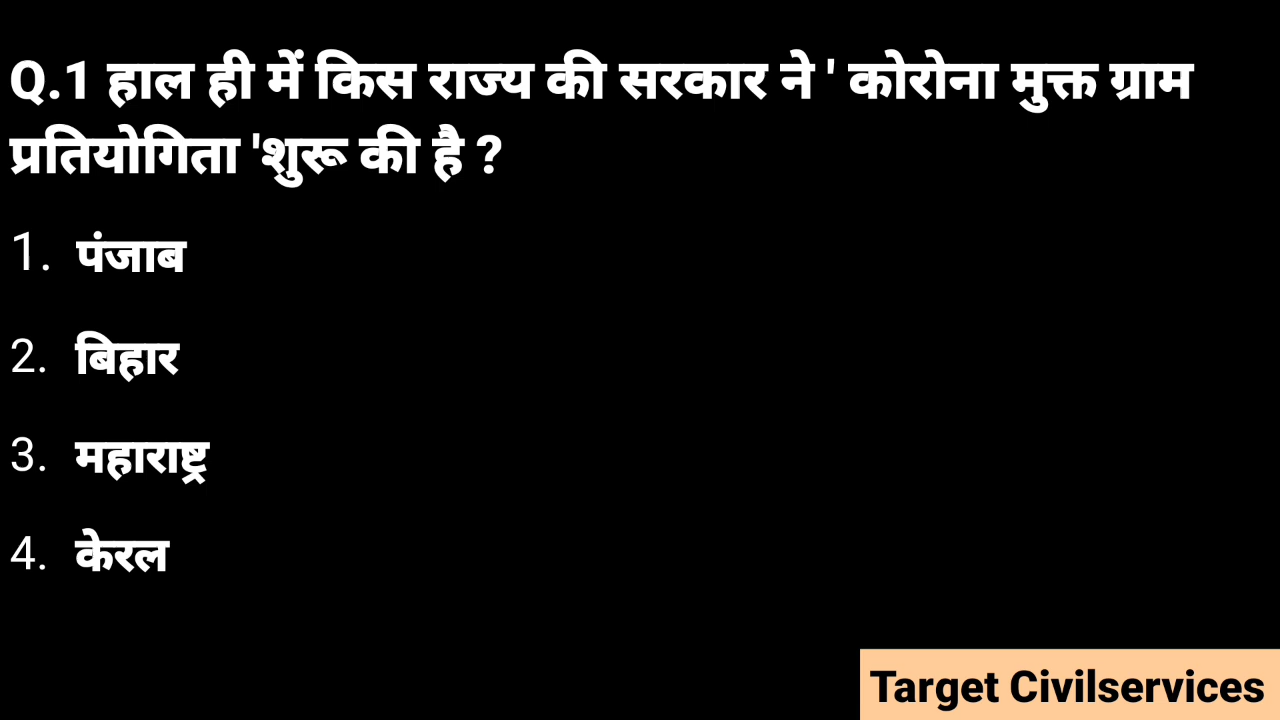 Q.1 हाल ही में किस राज्य की सरकार ने ' कोरोना मुक्त ग्राम
प्रतियोगिता 'शुरू की है ?
1. पंजाब
2. बिहार
3. महाराष्ट्र
4. केरल
Target Civilservices